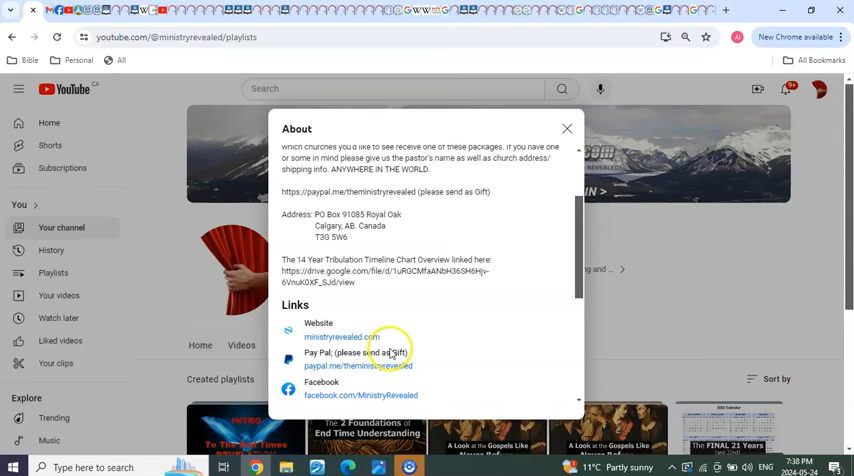 youtube.com/@ministryrevealed/playlists
New Chrome available
Bible
Personal
All
All Bookmarks
YouTube CA
Search
9+
About
which churches you'd like to see receive one of these packages. If you have one
or some in mind please give us the pastor's name as well as church address/
shipping info. ANYWHERE IN THE WORLD.
https://paypal.me/theministryrevealed (please send as Gift)
Address: PO Box 91085 Royal Oak
Calgary, AB. Canada
T3G 5W6
The 14 Year Tribulation Timeline Chart Overview linked here:
https://drive.google.com/file/d/1uRGCMfaANbH36SH6Hjv-
6VnuK0XF_SJd/view
Links
Website
ministryrevealed.com
Pay Pal; (please send as Gift)
paypal.me/theministryrevealed
Facebook
facebook.com/MinistryRevealed
Home
Shorts
Subscriptions
You
Your channel
History
Playlists
Your videos
Watch later
Liked videos
Your clips
Explore
Trending
Music
.COM
N >
ing and ...
Home
Videos
Created playlists
Sort by
INTRO
To The End Times
The 2 Foundations of
End Time Understanding
A Look at the Gospels Like
Never Before
A Look at the Gospels Like
The FINAL 21 YEARS
Type here to search
11°C Partly sunny
ENG
7:38 PM
2024-05-24